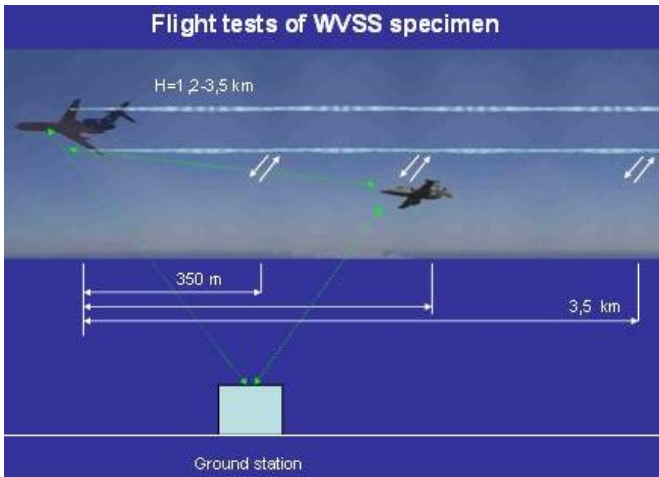 Flight tests of WVSS specimen
H=1,2-3,5 km
350 m
3,5 km
Ground station